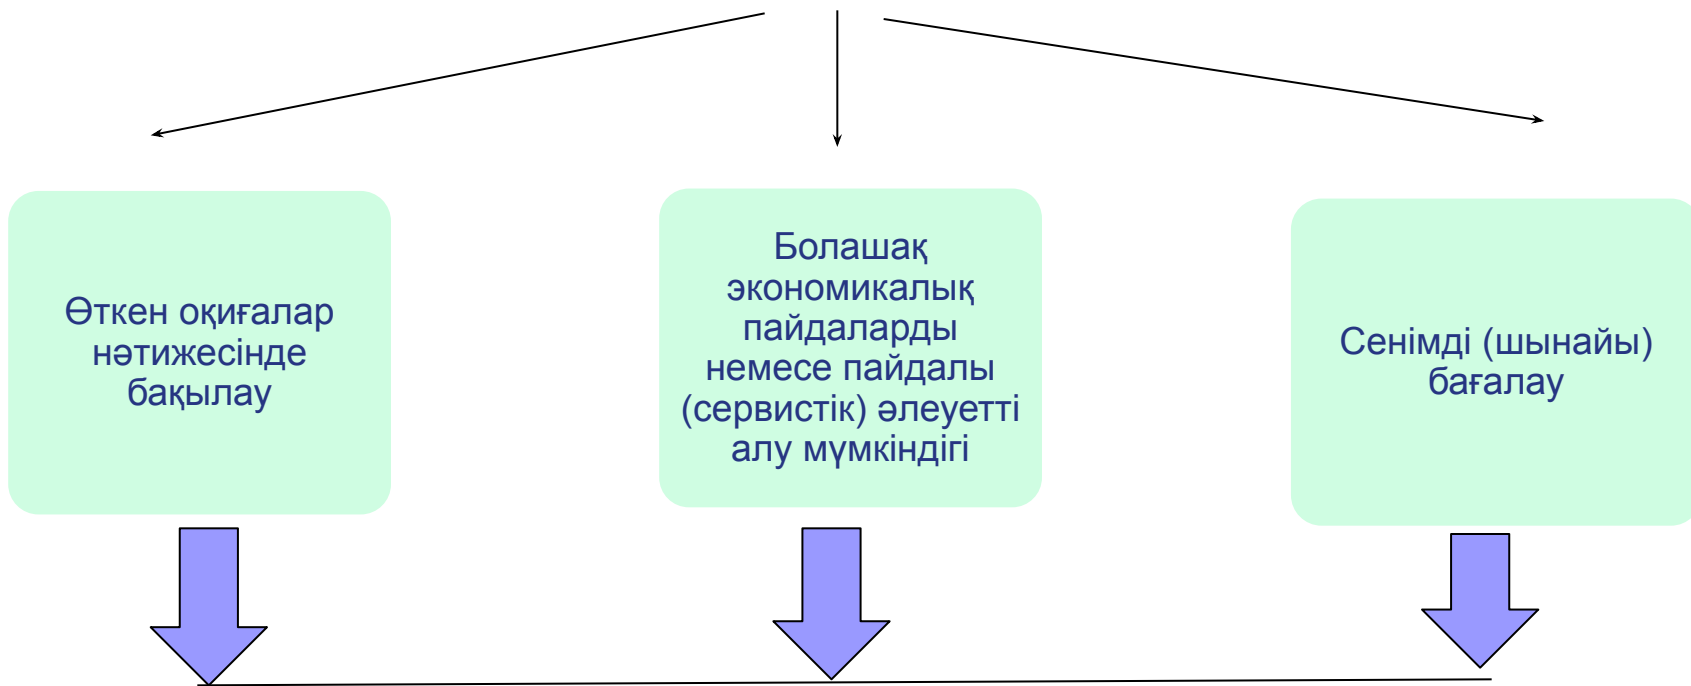 Өткен оқиғалар
нәтижесінде
бақылау
Болашақ
экономикалық
пайдаларды
немесе пайдалы
(сервистік) әлеуетті
алу мүмкіндігі
Сенімді (шынайы)
бағалау